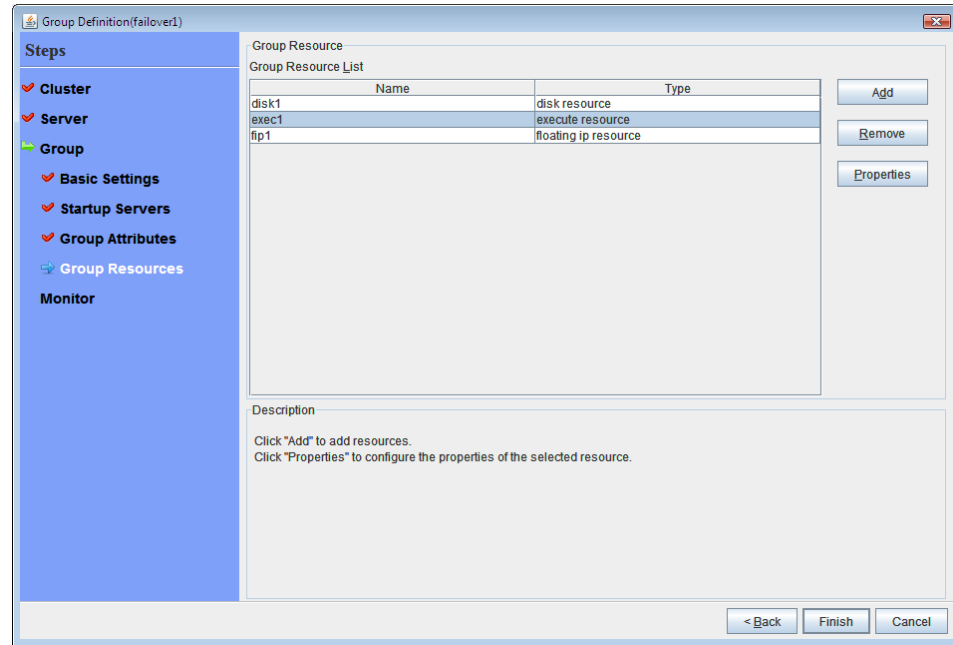 Group Definition(failover1)
Steps
Cluster
Server
Group
Basic Settings
Startup Servers
Group Attributes
Group Resources
Monitor
Group Resource
Group Resource List
Name Type
disk1 disk resource
exec1 execute resource
fip1 floating ip resource
Add
Remove
Properties
Description
Click "Add" to add resources.
Click "Properties" to configure the properties of the selected resource.
< Back Finish Cancel